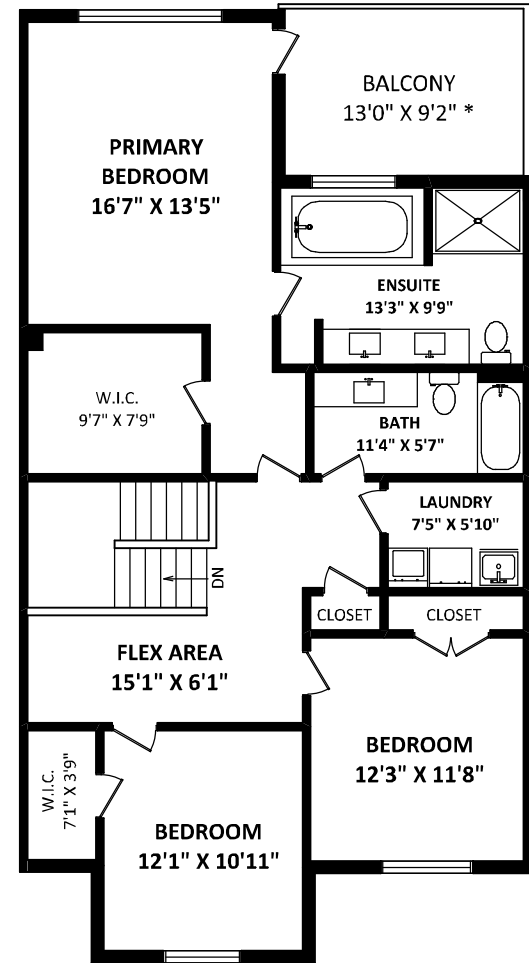 BALCONY
13'0" X 9'2" *
PRIMARY
BEDROOM
16'7" X 13'5"
ENSUITE
13'3" X 9'9"
W.I.C.
9'7" X 7'9"
BATH
11'4" X 5'7"
LAUNDRY
7'5" X 5'10"
DN
CLOSET
CLOSET
FLEX AREA
15'1" X 6'1"
BEDROOM
12'3" X 11'8"
W.I.C.
7'1" X 3'9"
BEDROOM
12'1" X 10'11"